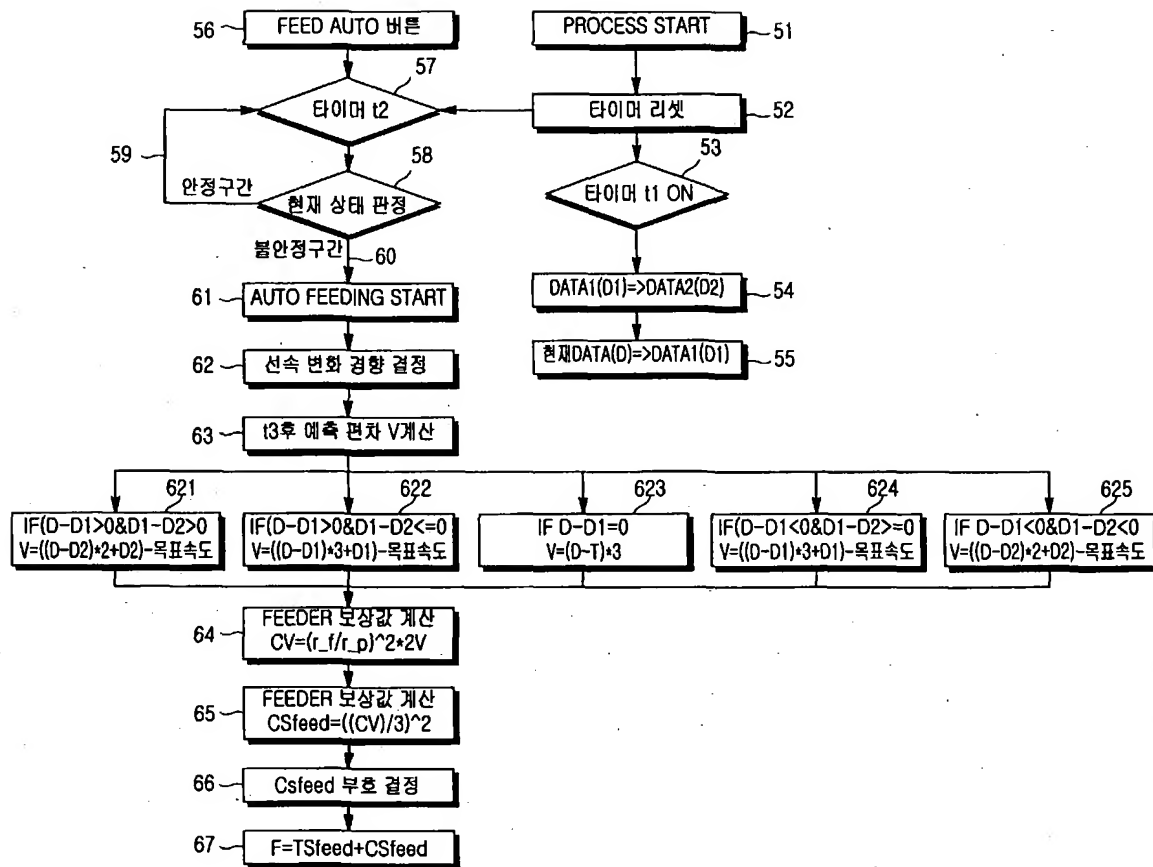 56
FEED AUTO 버튼
PROCESS START
51
57
타이머 t2
타이머 리셋
52
59
안정구간
58
현재 상태 판정
53
타이머 t1 ON
불안정구간
60
61
AUTO FEEDING START
DATA1(D1)=>DATA2(D2)
54
62
선속 변화 경향 결정
현재DATA(D)=>DATA1(D1)
55
63
t3후 예측 편차 V계산
621
622
623
624
625
IF(D-D1>0&D1-D2>0
V=((D-D2)*2+D2)-목표속도
IF(D-D1>0&D1-D2<=0
V=((D-D1)*3+D1)-목표속도
IF D-D1=0
V=(D-T)*3
IF(D-D1<0&D1-D2>=0
V=((D-D1)*3+D1)-목표속도
IF D-D1<0&D1-D2<0
V=((D-D2)*2+D2)-목표속도
64
FEEDER 보상값 계산
CV=(r_f/r_p)^2*2V
65
FEEDER 보상값 계산
CSfeed=((CV)/3)^2
66
Csfeed 부호 결정
67
F=TSfeed+CSfeed